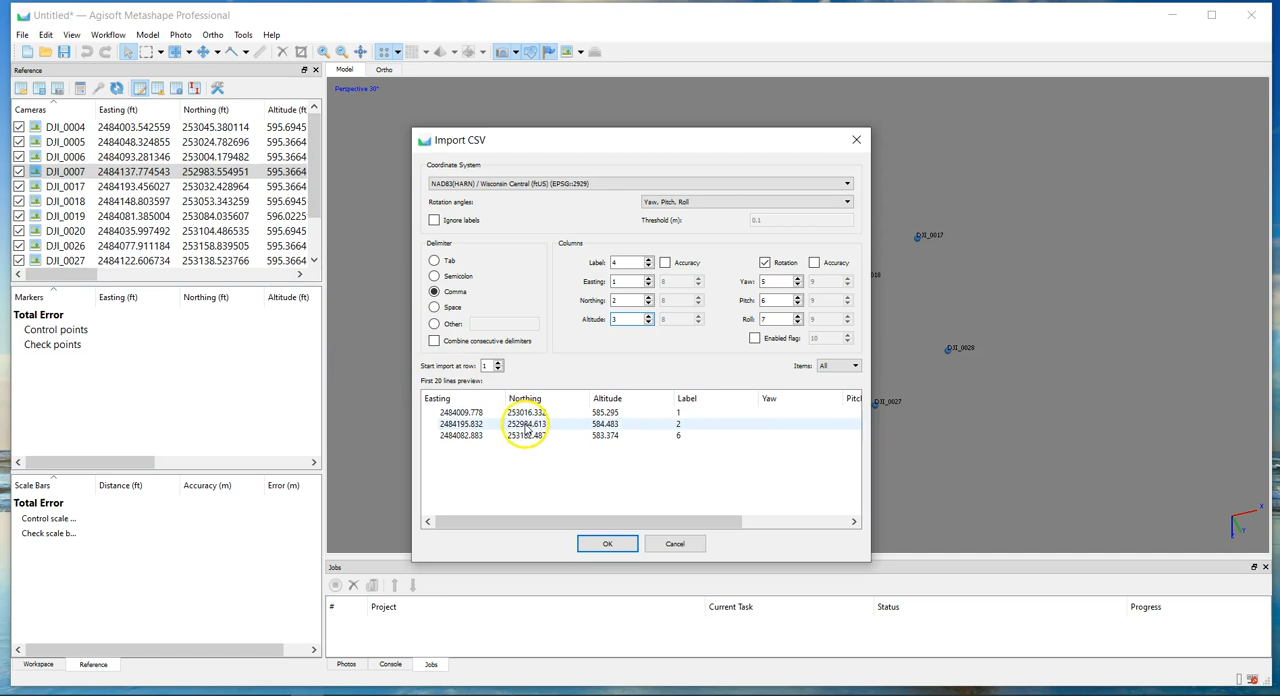 Untitled* — Agisoft Metashape Professional
File Edit View Workflow Model Photo Ortho Tools Help
Reference
Model Ortho
Perspective 30°
Cameras Easting (ft) Northing (ft) Altitude (ft
DJI_0004 2484003.542559 253045.380114 595.6945
DJI_0005 2484048.324855 253024.782696 595.3664
DJI_0006 2484093.281346 253004.179482 595.3664
DJI_0007 2484137.774543 252983.554951 595.3664
DJI_0017 2484193.456027 253032.428964 595.3664
DJI_0018 2484148.803597 253053.343259 595.3664
DJI_0019 2484081.385004 253084.035607 596.0225
DJI_0020 2484035.997492 253104.486535 595.6945
DJI_0026 2484077.911184 253158.839505 595.3664
DJI_0027 2484122.606734 253138.523766 595.3664
Markers Easting (ft) Northing (ft) Altitude (ft)
Total Error
Control points
Check points
Scale Bars Distance (ft) Accuracy (m) Error (m)
Total Error
Control scale ...
Check scale b...
Workspace Reference
Import CSV
Coordinate System
NAD83(HARN) / Wisconsin Central (ftUS) (EPSG::2929)
Rotation angles: Yaw, Pitch, Roll
Ignore labels Threshold (m): 0.1
Delimiter
Tab
Semicolon
Comma
Space
Other:
Combine consecutive delimiters
Columns
Label: 4 Accuracy Rotation Accuracy
Easting: 1 8 Yaw: 5 9
Northing: 2 8 Pitch: 6 9
Altitude: 3 8 Roll: 7 9
Enabled flag: 10
Start import at row: 1 Items: All
First 20 lines preview:
Easting Northing Altitude Label Yaw Pitcl
2484009.778 253016.332 585.295 1
2484195.832 252984.613 584.483 2
2484082.883 583.374 6
OK Cancel
DJI_0017
018
DJI_0028
DJI_0027
X
Y
Jobs
# Project Current Task Status Progress
Photos Console Jobs